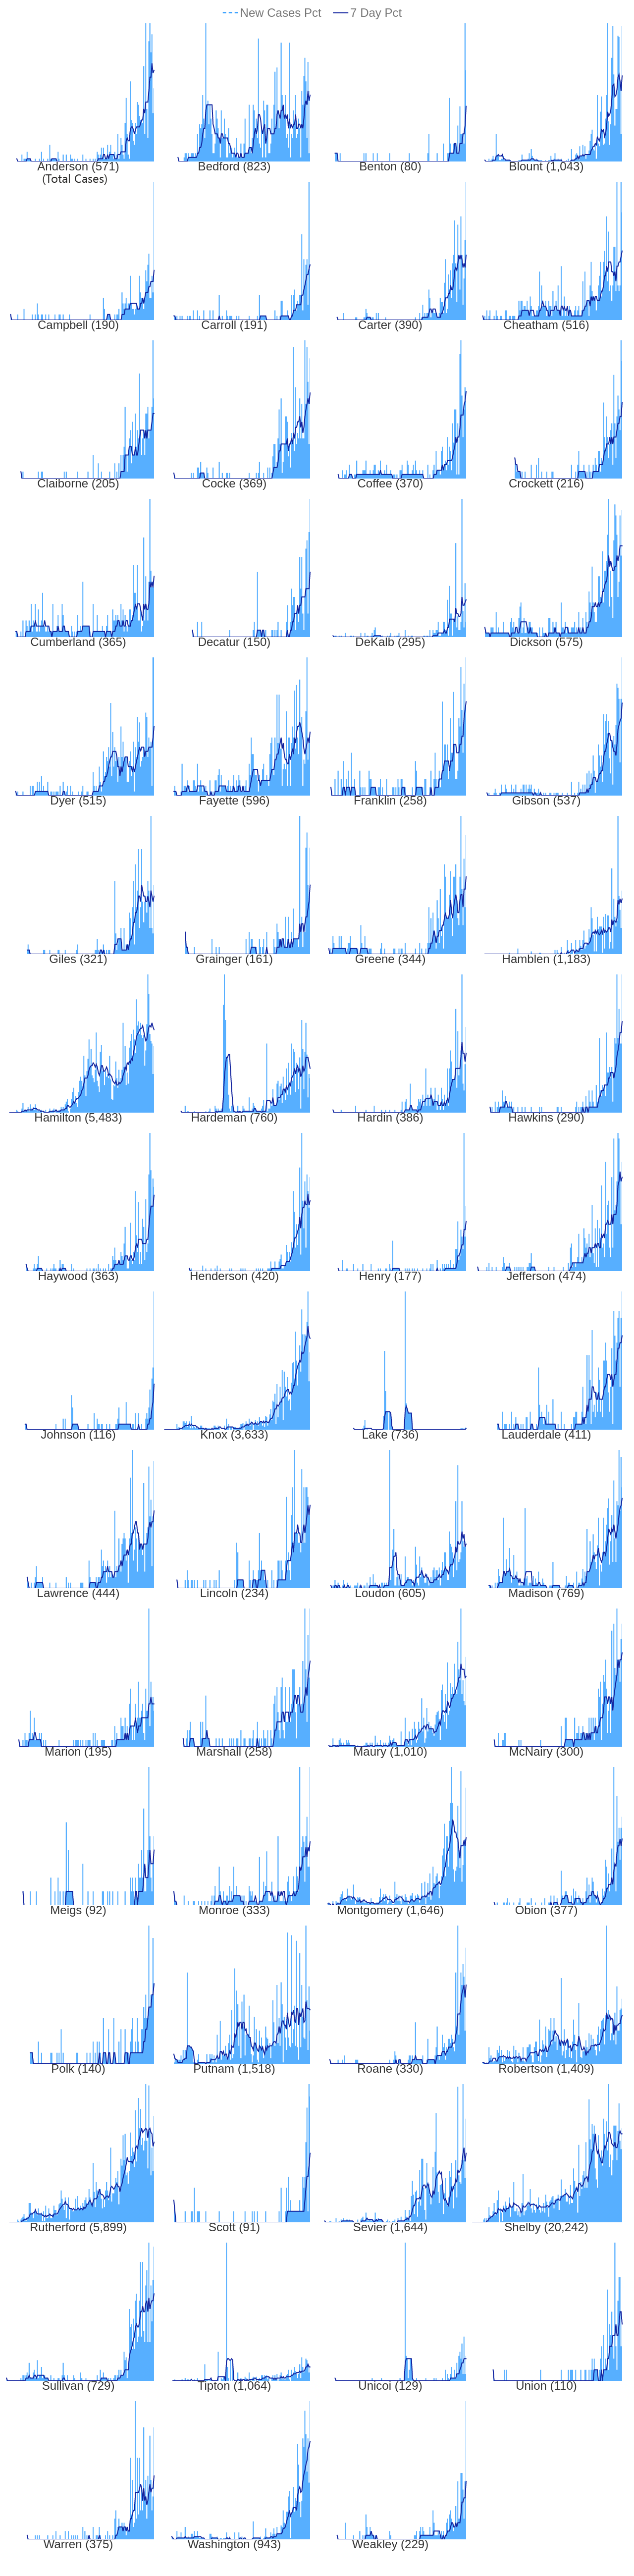 New Cases Pct 7 Day Pct
Anderson (571) Bedford (823) Benton (80) Blount (1,043)
(Total Cases)
Campbell (190) Carroll (191) Carter (390) Cheatham (516)
Claiborne (205) Cocke (369) Coffee (370) Crockett (216)
Cumberland (365) Decatur (150) DeKalb (295) Dickson (575)
Dyer (515) Fayette (596) Franklin (258) Gibson (537)
Giles (321) Grainger (161) Greene (344) Hamblen (1,183)
Hamilton (5,483) Hardeman (760) Hardin (386) Hawkins (290)
Haywood (363) Henderson (420) Henry (177) Jefferson (474)
Johnson (116) Knox (3,633) Lake (736) Lauderdale (411)
Lawrence (444) Lincoln (234) Loudon (605) Madison (769)
Marion (195) Marshall (258) Maury (1,010) McNairy (300)
Meigs (92) Monroe (333) Montgomery (1,646) Obion (377)
Polk (140) Putnam (1,518) Roane (330) Robertson (1,409)
Rutherford (5,899) Scott (91) Sevier (1,644) Shelby (20,242)
Sullivan (729) Tipton (1,064) Unicoi (129) Union (110)
Warren (375) Washington (943) Weakley (229)